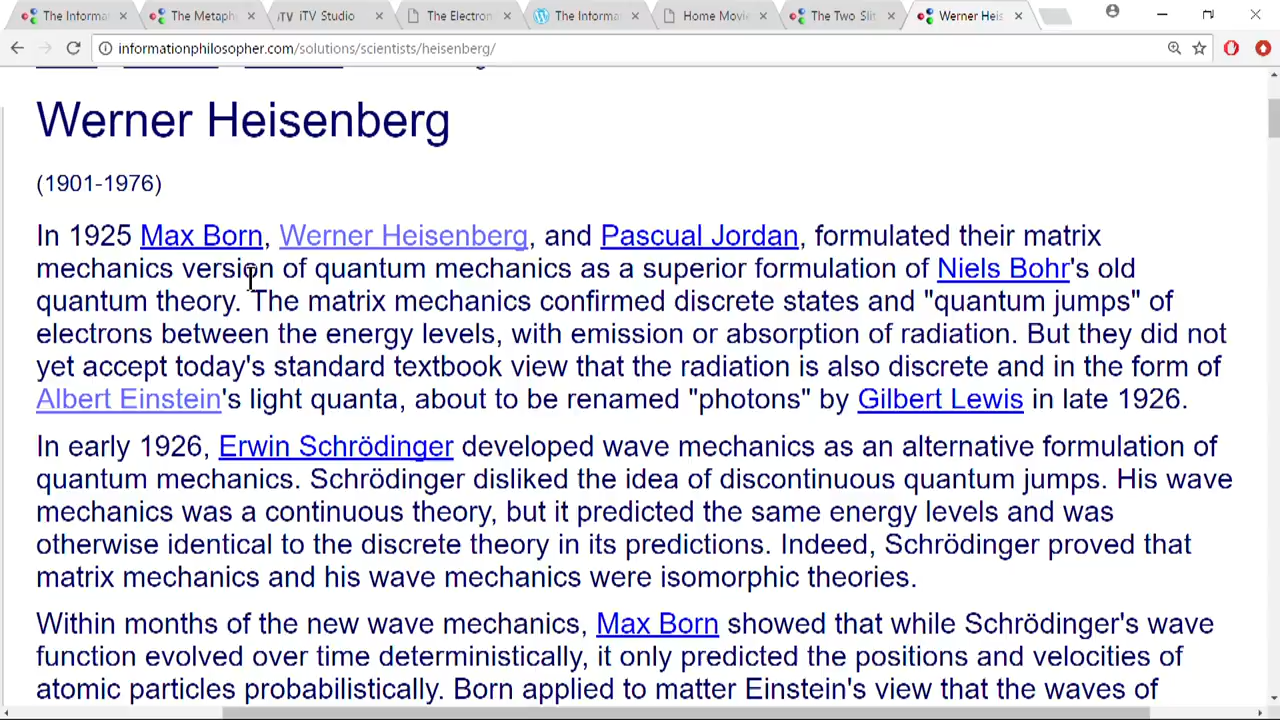 The Informa
The Metaph
iTV Studio
The Electron
The Informa
Home Movi
The Two Slit
Werner Heis
informationphilosopher.com/solutions/scientists/heisenberg/
Werner Heisenberg
(1901-1976)
In 1925 Max Born, Werner Heisenberg, and Pascual Jordan, formulated their matrix
mechanics version of quantum mechanics as a superior formulation of Niels Bohr's old
quantum theory. The matrix mechanics confirmed discrete states and "quantum jumps" of
electrons between the energy levels, with emission or absorption of radiation. But they did not
yet accept today's standard textbook view that the radiation is also discrete and in the form of
Albert Einstein's light quanta, about to be renamed "photons" by Gilbert Lewis in late 1926.
In early 1926, Erwin Schrödinger developed wave mechanics as an alternative formulation of
quantum mechanics. Schrödinger disliked the idea of discontinuous quantum jumps. His wave
mechanics was a continuous theory, but it predicted the same energy levels and was
otherwise identical to the discrete theory in its predictions. Indeed, Schrödinger proved that
matrix mechanics and his wave mechanics were isomorphic theories.
Within months of the new wave mechanics, Max Born showed that while Schrödinger's wave
function evolved over time deterministically, it only predicted the positions and velocities of
atomic particles probabilistically. Born applied to matter Einstein's view that the waves of